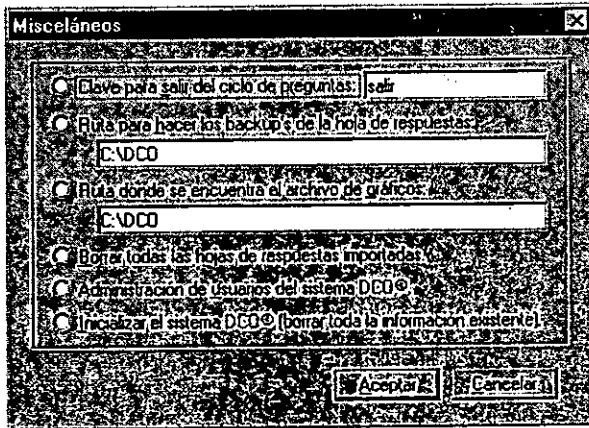 Misceláneos
Clave para salir del ciclo de preguntas: salir
Ruta para hacer los backup's de la hoja de respuestas:
C:\DCO
Ruta donde se encuentra el archivo de gráficos:
C:\DCO
Borrar todas las hojas de respuestas importadas.
Administración de usuarios del sistema DCO®
Inicializar el sistema DCO® (borrar toda la información existente).
Aceptar Cancelar